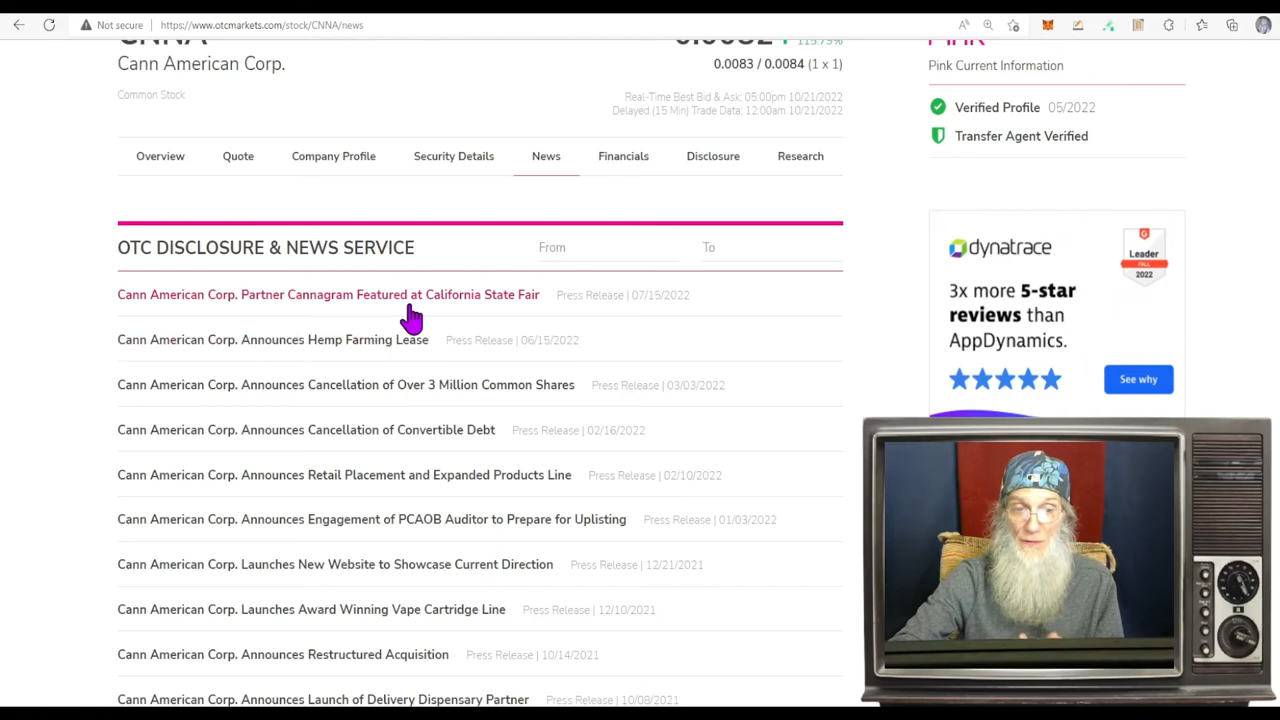 Not secure
https://www.otcmarkets.com/stock/CNNA/news
CNNA
0.0082
115.79%
PINK
Cann American Corp.
0.0083 / 0.0084 (1 x 1)
Pink Current Information
Common Stock
Real-Time Best Bid & Ask: 05:00pm 10/21/2022
Delayed (15 Min) Trade Data: 12:00am 10/21/2022
Verified Profile 05/2022
Transfer Agent Verified
Overview
Quote
Company Profile
Security Details
News
Financials
Disclosure
Research
OTC DISCLOSURE & NEWS SERVICE
From
To
Cann American Corp. Partner Cannagram Featured at California State Fair Press Release | 07/15/2022
Cann American Corp. Announces Hemp Farming Lease Press Release | 06/15/2022
Cann American Corp. Announces Cancellation of Over 3 Million Common Shares Press Release | 03/03/2022
Cann American Corp. Announces Cancellation of Convertible Debt Press Release | 02/16/2022
Cann American Corp. Announces Retail Placement and Expanded Products Line Press Release | 02/10/2022
Cann American Corp. Announces Engagement of PCAOB Auditor to Prepare for Uplisting Press Release | 01/03/2022
Cann American Corp. Launches New Website to Showcase Current Direction Press Release | 12/21/2021
Cann American Corp. Launches Award Winning Vape Cartridge Line Press Release | 12/10/2021
Cann American Corp. Announces Restructured Acquisition Press Release | 10/14/2021
Cann American Corp. Announces Launch of Delivery Dispensary Partner Press Release | 10/08/2021
dynatrace
Leader
FALL
2022
3x more 5-star
reviews than
AppDynamics.
See why